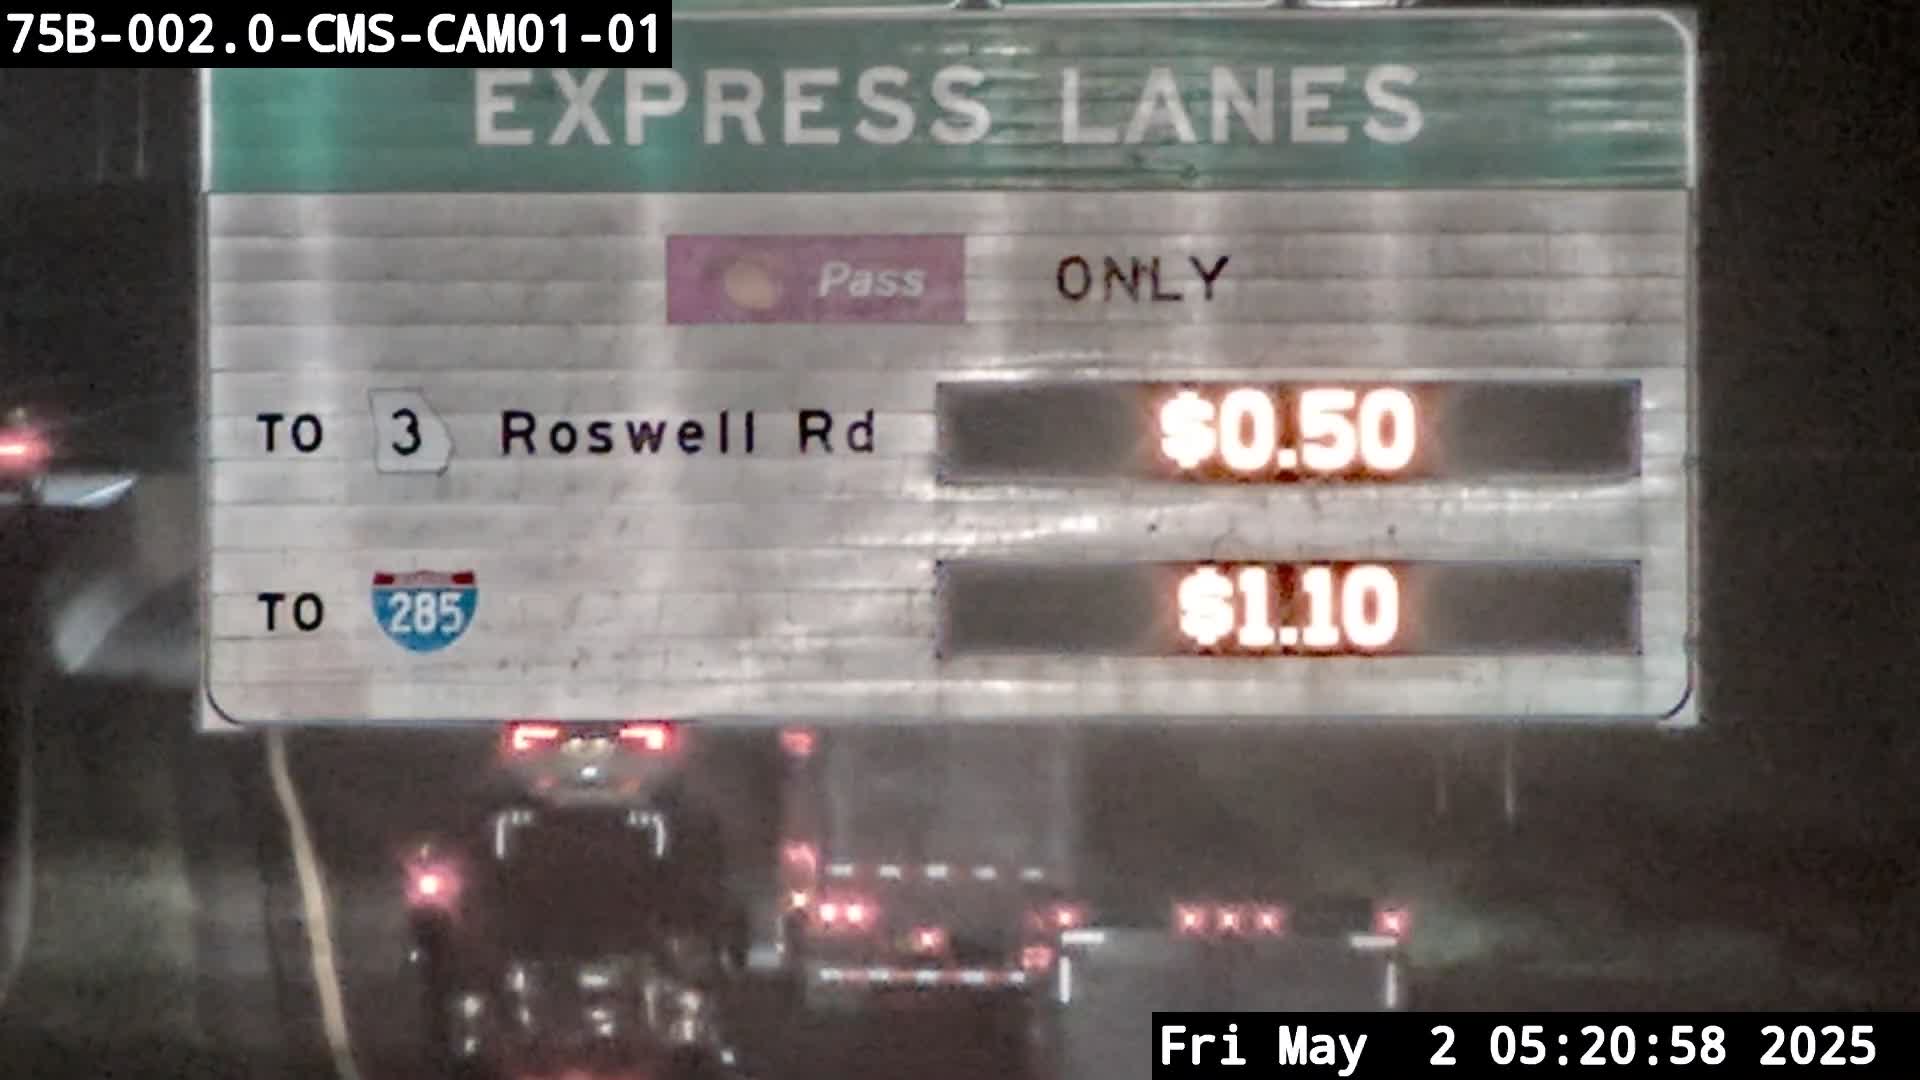 75B-002.0-CMS-CAM01-01
EXPRESS LANES
Pass ONLY
TO 3 Roswell Rd $0.50
TO 285 $1.10
Fri May 2 05:20:58 2025